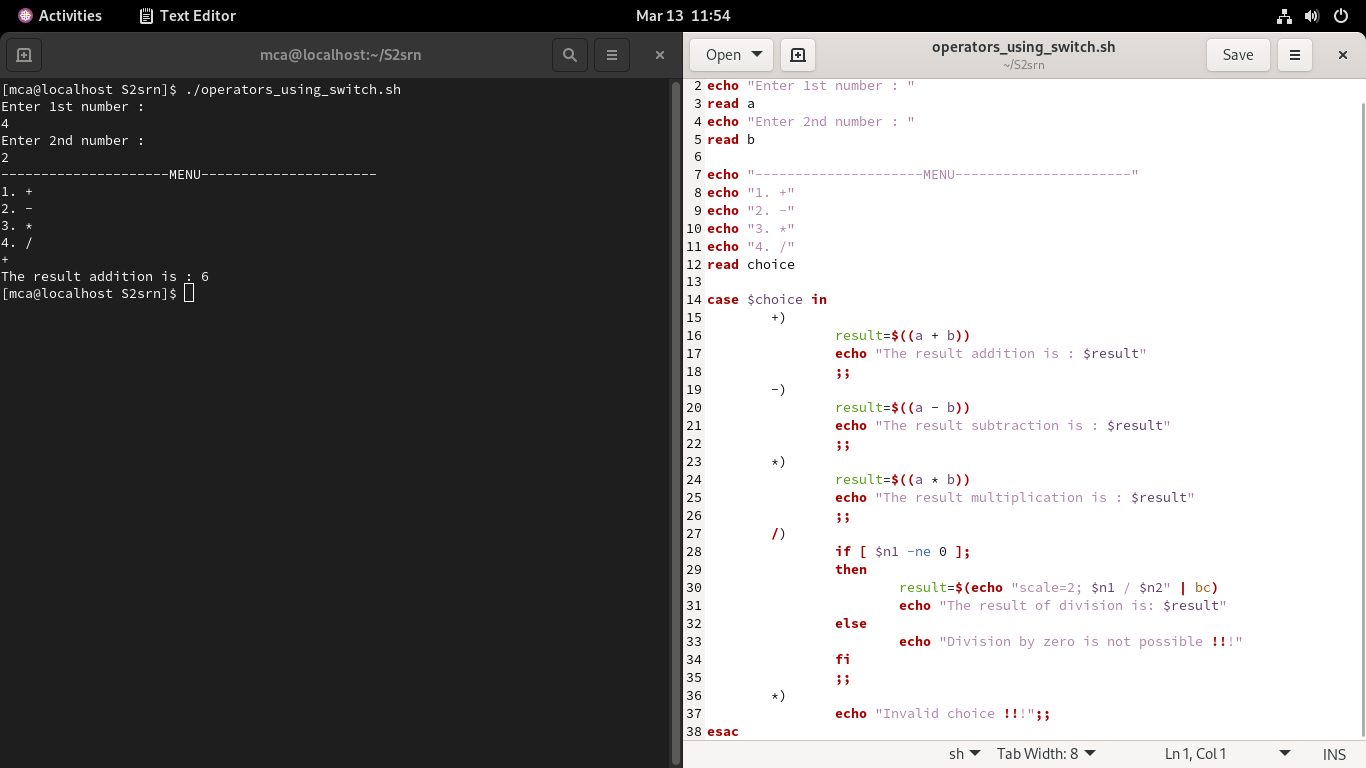 Activities Text Editor Mar 13 11:54
mca@localhost:~/S2srn
[mca@localhost S2srn]$ ./operators_using_switch.sh
Enter 1st number :
4
Enter 2nd number :
2
---------------------MENU----------------------
1. +
2. -
3. *
4. /
+
The result addition is : 6
[mca@localhost S2srn]$
Open operators_using_switch.sh Save
~/S2srn
2 echo "Enter 1st number : "
3 read a
4 echo "Enter 2nd number : "
5 read b
6
7 echo "---------------------MENU----------------------"
8 echo "1. +"
9 echo "2. -"
10 echo "3. *"
11 echo "4. /"
12 read choice
13
14 case $choice in
15 +)
16 result=$((a + b))
17 echo "The result addition is : $result"
18 ;;
19 -)
20 result=$((a - b))
21 echo "The result subtraction is : $result"
22 ;;
23 *)
24 result=$((a * b))
25 echo "The result multiplication is : $result"
26 ;;
27 /)
28 if [ $n1 -ne 0 ];
29 then
30 result=$(echo "scale=2; $n1 / $n2" | bc)
31 echo "The result of division is: $result"
32 else
33 echo "Division by zero is not possible !!!"
34 fi
35 ;;
36 *)
37 echo "Invalid choice !!!";;
38 esac
sh Tab Width: 8 Ln 1, Col 1 INS